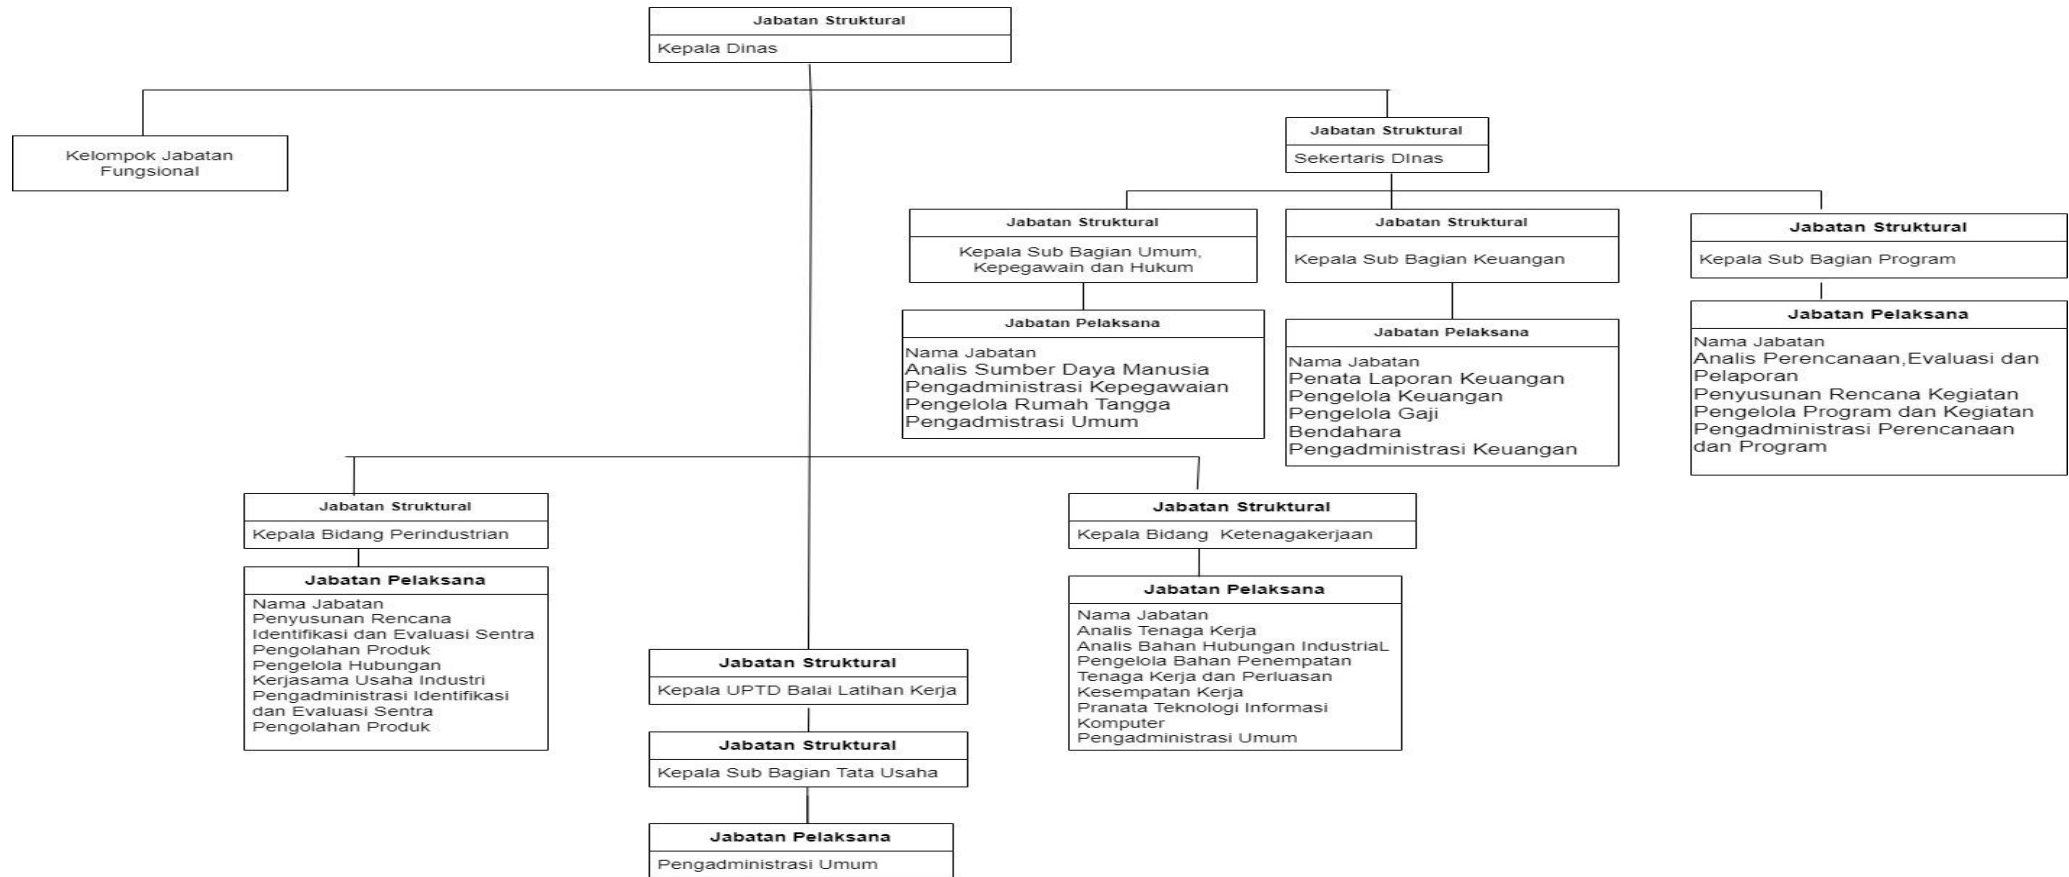 Jabatan Struktural
Kepala Dinas
Kelompok Jabatan
Fungsional
Jabatan Struktural
Sekertaris DInas
Jabatan Struktural
Kepala Sub Bagian Umum,
Kepegawain dan Hukum
Jabatan Pelaksana
Nama Jabatan
Analis Sumber Daya Manusia
Pengadministrasi Kepegawaian
Pengelola Rumah Tangga
Pengadmistrasi Umum
Jabatan Struktural
Kepala Sub Bagian Keuangan
Jabatan Pelaksana
Nama Jabatan
Penata Laporan Keuangan
Pengelola Keuangan
Pengelola Gaji
Bendahara
Pengadministrasi Keuangan
Jabatan Struktural
Kepala Sub Bagian Program
Jabatan Pelaksana
Nama Jabatan
Analis Perencanaan,Evaluasi dan
Pelaporan
Penyusunan Rencana Kegiatan
Pengelola Program dan Kegiatan
Pengadministrasi Perencanaan
dan Program
Jabatan Struktural
Kepala Bidang Perindustrian
Jabatan Pelaksana
Nama Jabatan
Penyusunan Rencana
Identifikasi dan Evaluasi Sentra
Pengolahan Produk
Pengelola Hubungan
Kerjasama Usaha Industri
Pengadministrasi Identifikasi
dan Evaluasi Sentra
Pengolahan Produk
Jabatan Struktural
Kepala UPTD Balai Latihan Kerja
Jabatan Struktural
Kepala Sub Bagian Tata Usaha
Jabatan Pelaksana
Pengadministrasi Umum
Jabatan Struktural
Kepala Bidang  Ketenagakerjaan
Jabatan Pelaksana
Nama Jabatan
Analis Tenaga Kerja
Analis Bahan Hubungan IndustriaL
Pengelola Bahan Penempatan
Tenaga Kerja dan Perluasan
Kesempatan Kerja
Pranata Teknologi Informasi
Komputer
Pengadministrasi Umum